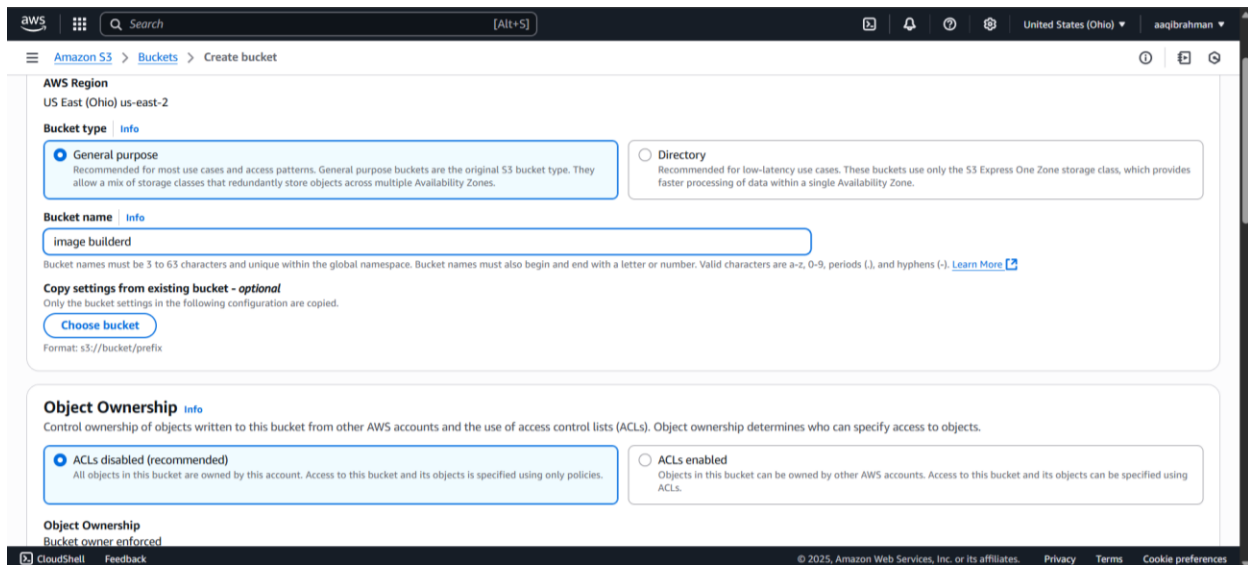 aws
Search [Alt+S] United States (Ohio) ▼ aaqibrahman ▼
Amazon S3 > Buckets > Create bucket
AWS Region
US East (Ohio) us-east-2
Bucket type Info
General purpose
Recommended for most use cases and access patterns. General purpose buckets are the original S3 bucket type. They
allow a mix of storage classes that redundantly store objects across multiple Availability Zones.
Directory
Recommended for low-latency use cases. These buckets use only the S3 Express One Zone storage class, which provides
faster processing of data within a single Availability Zone.
Bucket name Info
image builderd
Bucket names must be 3 to 63 characters and unique within the global namespace. Bucket names must also begin and end with a letter or number. Valid characters are a-z, 0-9, periods (.), and hyphens (-). Learn More
Copy settings from existing bucket - optional
Only the bucket settings in the following configuration are copied.
Choose bucket
Format: s3://bucket/prefix
Object Ownership Info
Control ownership of objects written to this bucket from other AWS accounts and the use of access control lists (ACLs). Object ownership determines who can specify access to objects.
ACLs disabled (recommended)
All objects in this bucket are owned by this account. Access to this bucket and its objects is specified using only policies.
ACLs enabled
Objects in this bucket can be owned by other AWS accounts. Access to this bucket and its objects can be specified using
ACLs.
Object Ownership
Bucket owner enforced
CloudShell Feedback © 2025, Amazon Web Services, Inc. or its affiliates. Privacy Terms Cookie preferences